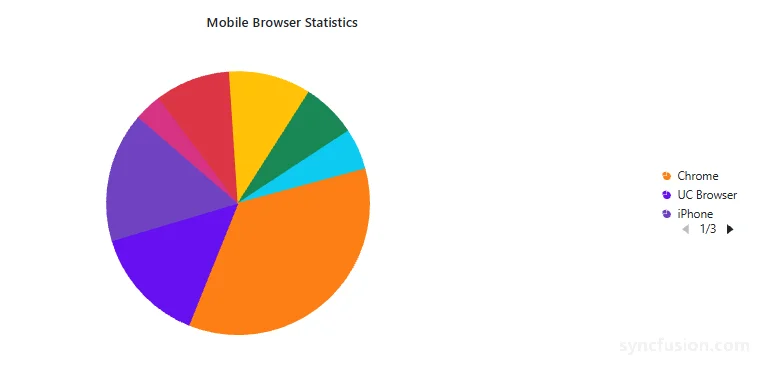 Mobile Browser Statistics
Chrome
UC Browser
iPhone
1/3
syncfusion.com